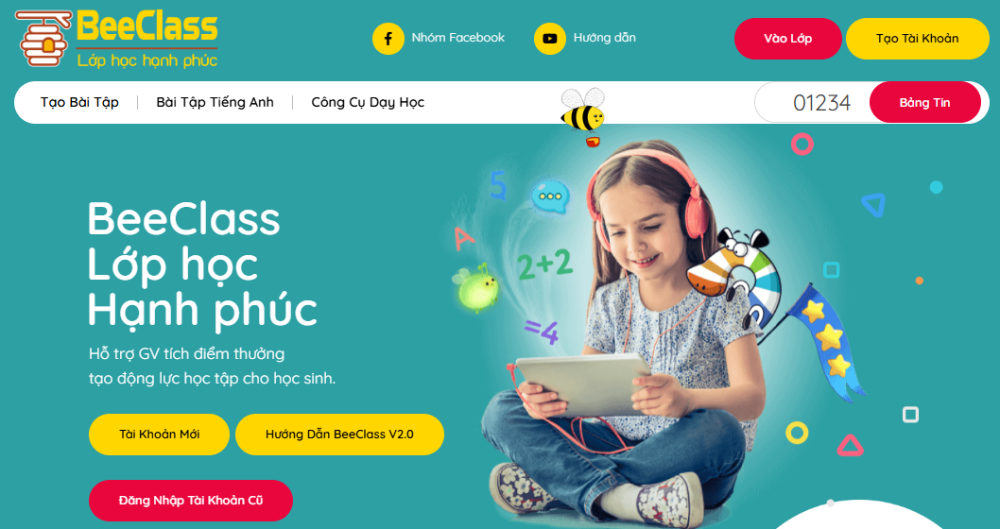 BeeClass
Lớp học hạnh phúc
Nhóm Facebook
Hướng dẫn
Vào Lớp
Tạo Tài Khoản
Tạo Bài Tập
Bài Tập Tiếng Anh
Công Cụ Dạy Học
01234
Bảng Tin
5
A
2+2
=4
BeeClass
Lớp học
Hạnh phúc
Hỗ trợ GV tích điểm thưởng
tạo động lực học tập cho học sinh.
Tài Khoản Mới
Hướng Dẫn BeeClass V2.0
Đăng Nhập Tài Khoản Cũ